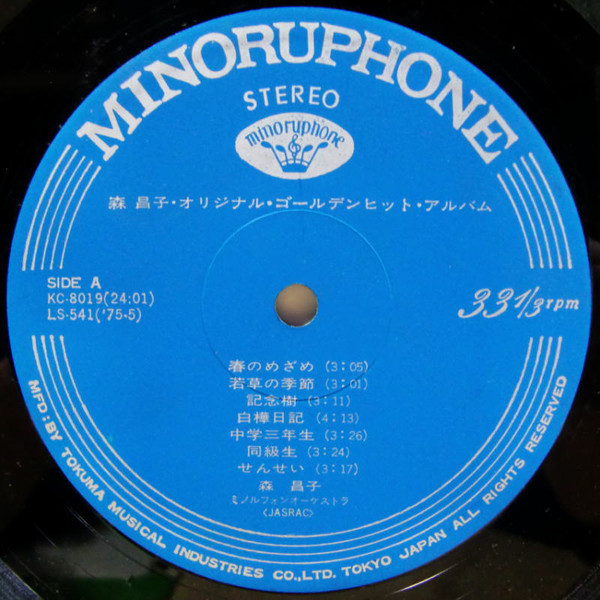 MINORUPHONE
STEREO
minoruphone
森 昌子・オリジナル・ゴールデンヒット・アルバム
SIDE A
KC-8019(24:01)
LS-541('75-5)
33 1/3 rpm
春のめざめ (3:05)
若草の季節 (3:01)
記念樹 (3:11)
白樺日記 (4:13)
中学三年生 (3:26)
同級生 (3:24)
せんせい (3:17)
森 昌子
ミノルフォンオーケストラ
<JASRAC>
MFD; BY TOKUMA MUSICAL INDUSTRIES CO., LTD. TOKYO JAPAN ALL RIGHTS RESERVED